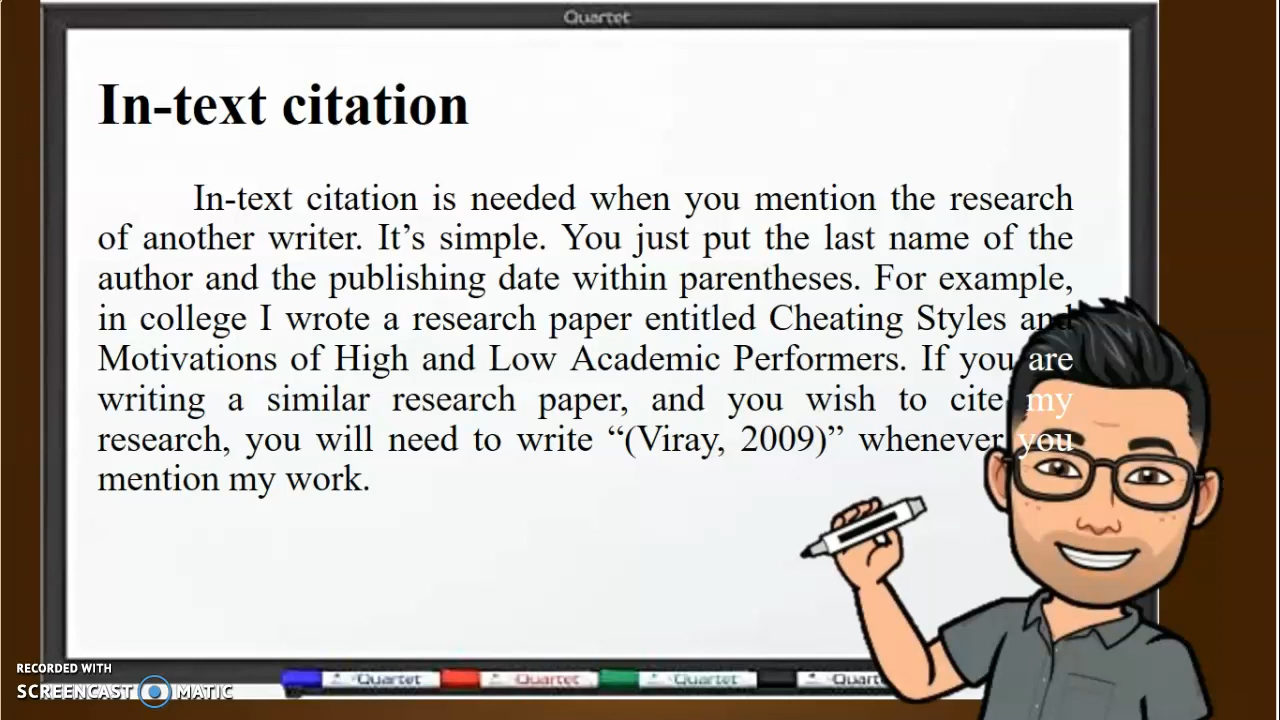 Quartet
In-text citation
In-text citation is needed when you mention the research
of another writer. It’s simple. You just put the last name of the
author and the publishing date within parentheses. For example,
in college I wrote a research paper entitled Cheating Styles and
Motivations of High and Low Academic Performers. If you are
writing a similar research paper, and you wish to cite my
research, you will need to write “(Viray, 2009)” whenever you
mention my work.
RECORDED WITH
SCREENCAST MATIC
Quartet Quartet Quartet Quart